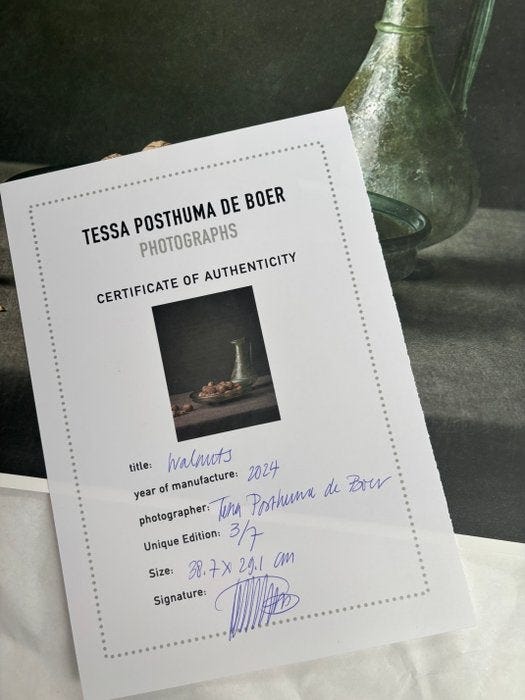 TESSA POSTHUMA DE BOER
PHOTOGRAPHS
CERTIFICATE OF AUTHENTICITY
title: Walnuts
year of manufacture: 2024
photographer: Tessa Posthuma de Boer
Unique Edition: 3/7
Size: 38.7 x 29.1 cm
Signature: